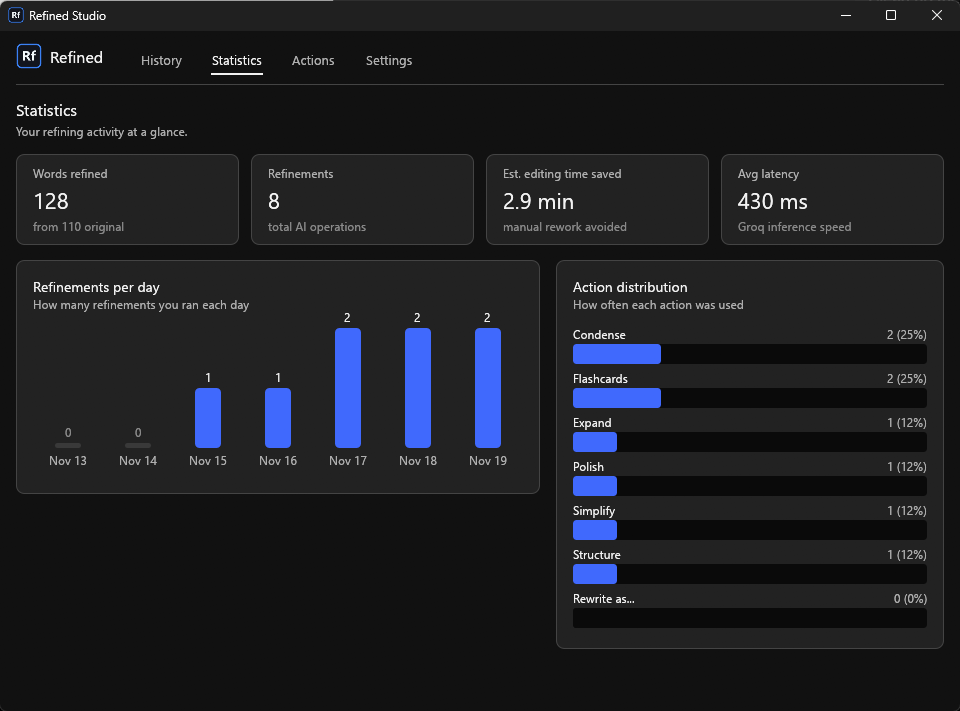 Rf Refined Studio
Rf Refined History Statistics Actions Settings
Statistics
Your refining activity at a glance.
Words refined
128
from 110 original
Refinements
8
total AI operations
Est. editing time saved
2.9 min
manual rework avoided
Avg latency
430 ms
Groq inference speed
Refinements per day
How many refinements you ran each day
0 0 1 1 2 2 2
Nov 13 Nov 14 Nov 15 Nov 16 Nov 17 Nov 18 Nov 19
Action distribution
How often each action was used
Condense 2 (25%)
Flashcards 2 (25%)
Expand 1 (12%)
Polish 1 (12%)
Simplify 1 (12%)
Structure 1 (12%)
Rewrite as... 0 (0%)